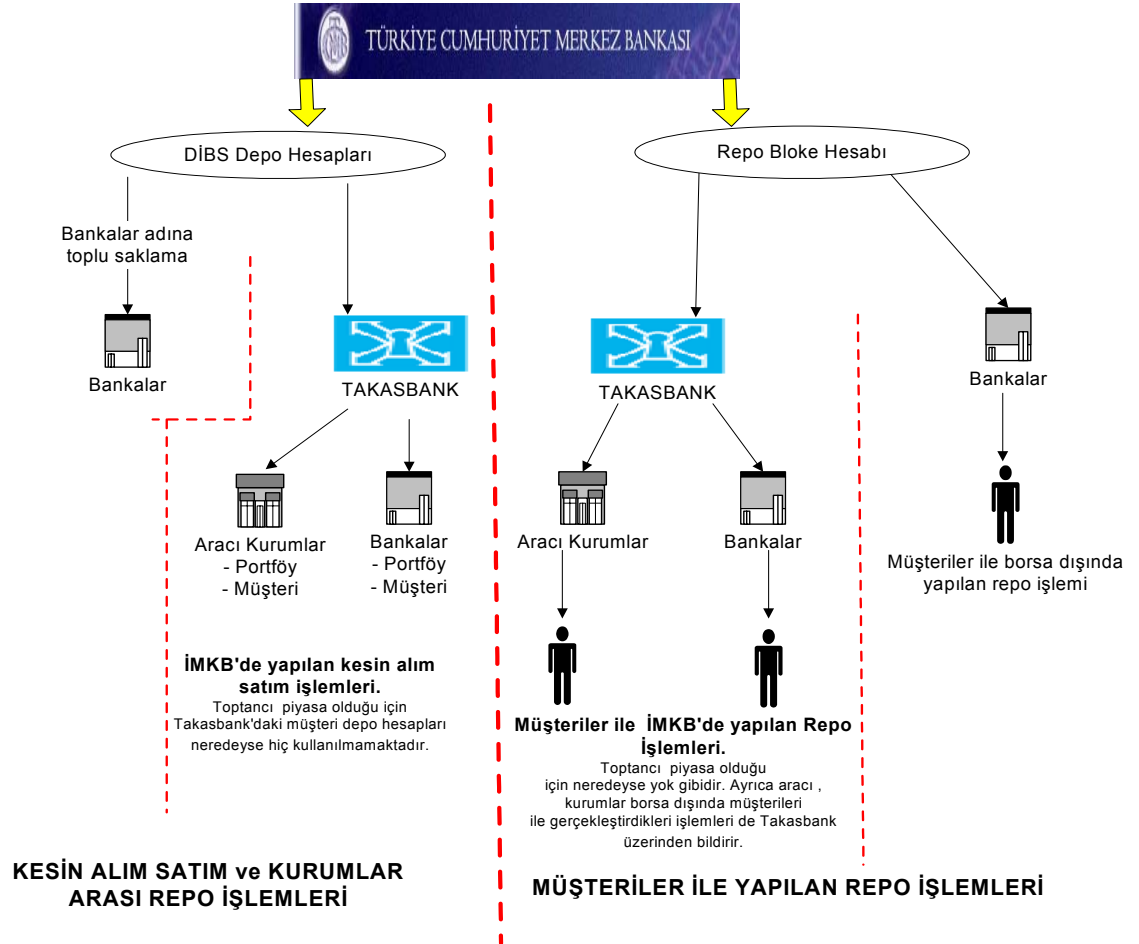 TÜRKİYE CUMHURİYET MERKEZ BANKASI
DİBS Depo Hesapları
Repo Bloke Hesabı
Bankalar adına
toplu saklama
Bankalar
TAKASBANK
Aracı Kurumlar
- Portföy
- Müşteri
Bankalar
- Portföy
- Müşteri
İMKB'de yapılan kesin alım
satım işlemleri.
Toptancı piyasa olduğu için
Takasbank'daki müşteri depo hesapları
neredeyse hiç kullanılmamaktadır.
KESİN ALIM SATIM ve KURUMLAR
ARASI REPO İŞLEMLERİ
TAKASBANK
Aracı Kurumlar
Bankalar
Müşteriler ile İMKB'de yapılan Repo
İşlemleri.
Toptancı piyasa olduğu
için neredeyse yok gibidir. Ayrıca aracı ,
kurumlar borsa dışında müşterileri
ile gerçekleştirdikleri işlemleri de Takasbank
üzerinden bildirir.
Bankalar
Müşteriler ile borsa dışında
yapılan repo işlemi
MÜŞTERİLER İLE YAPILAN REPO İŞLEMLERİ